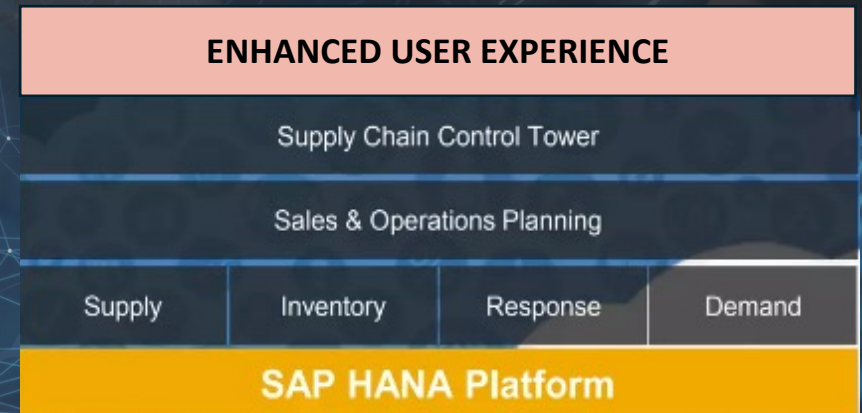 ENHANCED USER EXPERIENCE
Supply Chain Control Tower
Sales & Operations Planning
Supply Inventory Response Demand
SAP HANA Platform